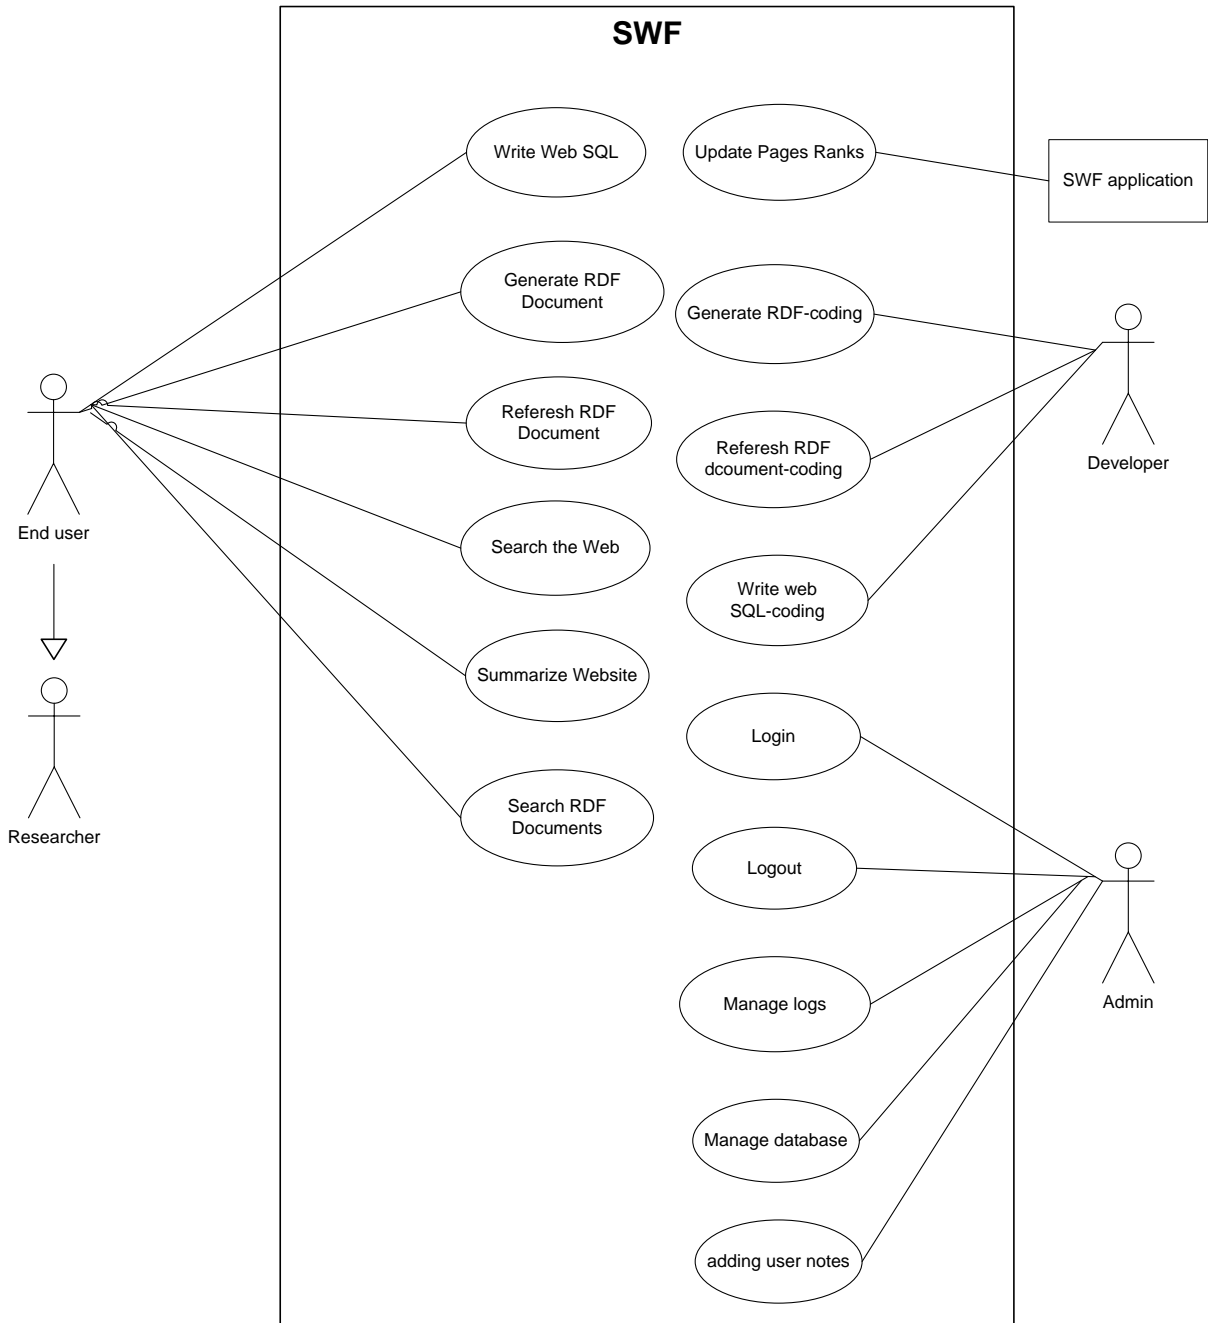 SWF
Write Web SQL
Update Pages Ranks
SWF application
Generate RDF
Document
Generate RDF-coding
Referesh RDF
Document
Referesh RDF
dcoument-coding
Developer
End user
Search the Web
Write web
SQL-coding
Summarize Website
Login
Researcher
Search RDF
Documents
Logout
Manage logs
Admin
Manage database
adding user notes